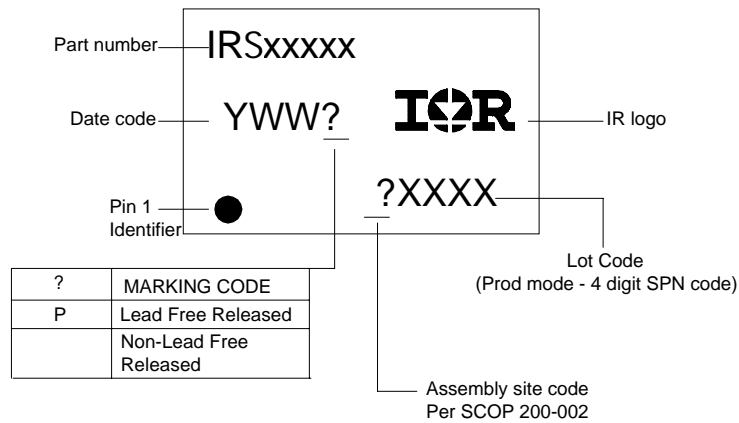 Part number
IRSxxxxx
Date code
YWW?
IOR
IR logo
?XXXX
Pin 1
Identifier
Lot Code
(Prod mode - 4 digit SPN code)
? MARKING CODE
P Lead Free Released
Non-Lead Free
Released
Assembly site code
Per SCOP 200-002